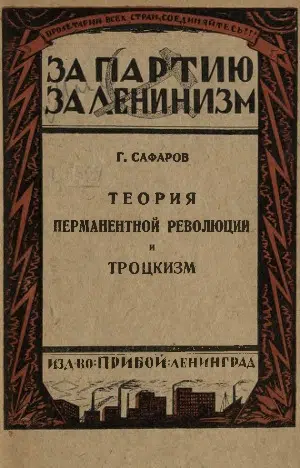 ПРОЛЕТАРИИ ВСЕХ СТРАН, СОЕДИНЯЙТЕСЬ!!!
ЗА ПАРТИЮ
ЗА ЛЕНИНИЗМ
Г. САФАРОВ
ТЕОРИЯ
ПЕРМАНЕНТНОЙ РЕВОЛЮЦИИ
И
ТРОЦКИЗМ
ИЗД-ВО: ПРИБОЙ: ЛЕНИНГРАД